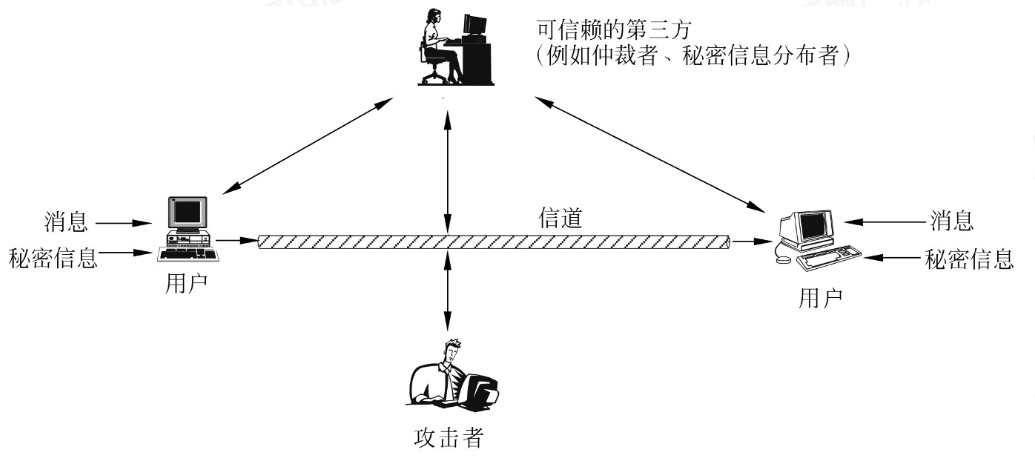 可信赖的第三方
(例如仲裁者、秘密信息分布者)
信道
消息
秘密信息
用户
消息
秘密信息
用户
攻击者